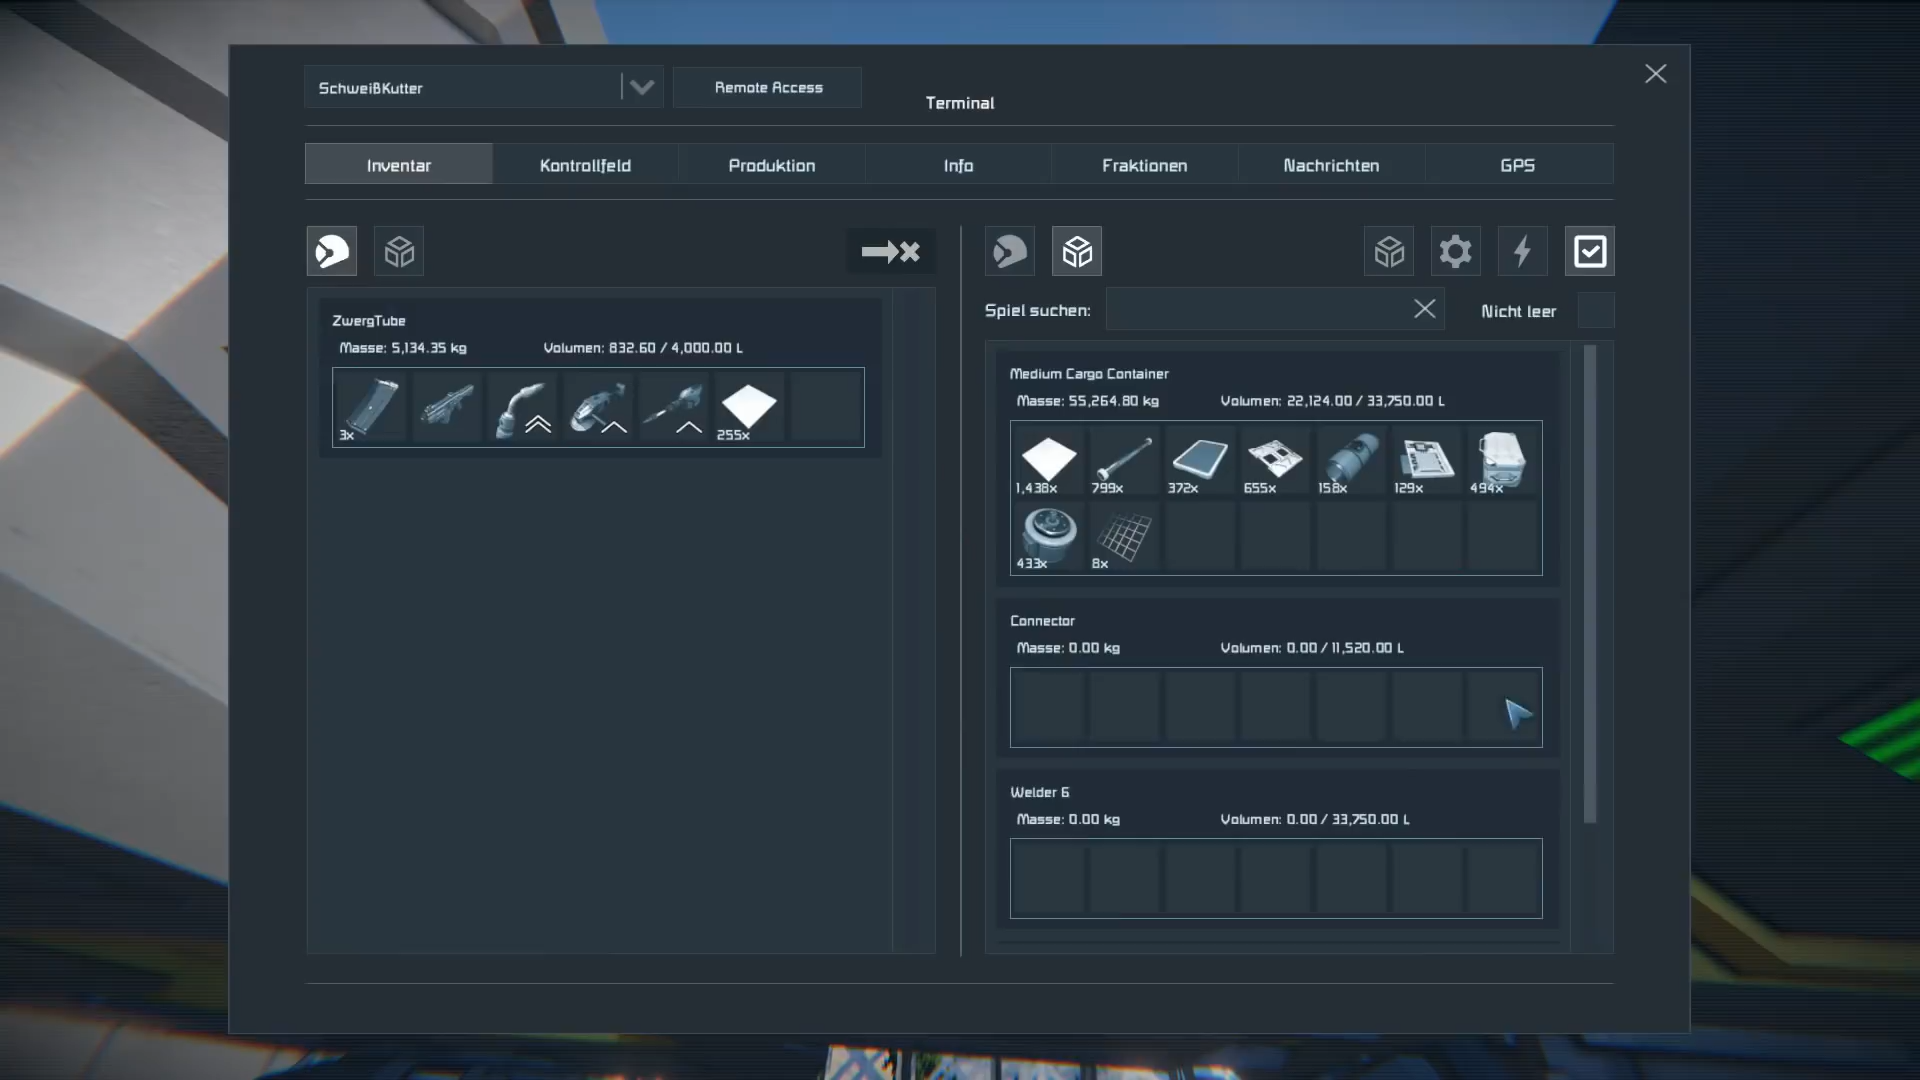 SchweißKutter
Remote Access
Terminal
Inventar
Kontrollfeld
Produktion
Info
Fraktionen
Nachrichten
GPS
ZwergTube
Masse: 5,134.35 kg
Volumen: 832.60 / 4,000.00 L
3x
255x
Spiel suchen:
Nicht leer
Medium Cargo Container
Masse: 55,264.80 kg
Volumen: 22,124.00 / 33,750.00 L
1,438x
799x
372x
655x
158x
129x
494x
433x
8x
Connector
Masse: 0.00 kg
Volumen: 0.00 / 11,520.00 L
Welder 6
Masse: 0.00 kg
Volumen: 0.00 / 33,750.00 L